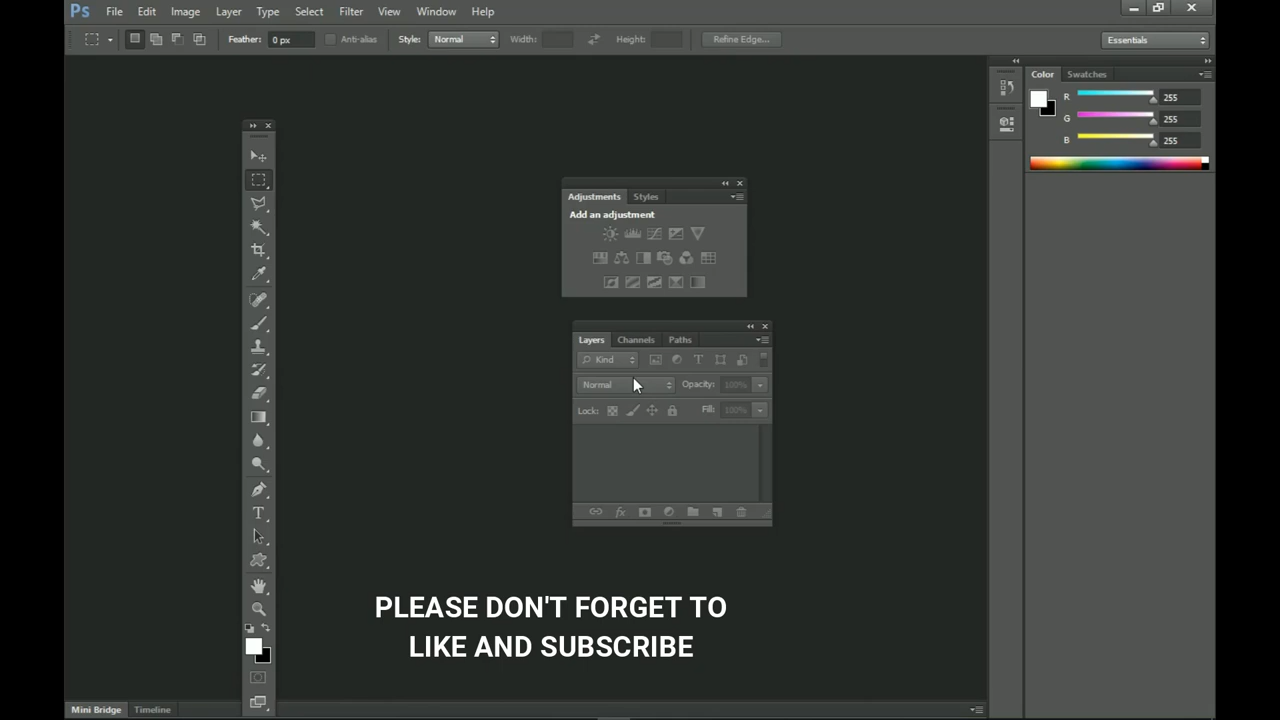 Ps File Edit Image Layer Type Select Filter View Window Help
Feather: 0 px Anti-alias Style: Normal Width: Height: Refine Edge... Essentials
Color Swatches
R 255
G 255
B 255
Adjustments Styles
Add an adjustment
Layers Channels Paths
Kind
Normal Opacity: 100%
Lock: Fill: 100%
PLEASE DON'T FORGET TO
LIKE AND SUBSCRIBE
Mini Bridge Timeline